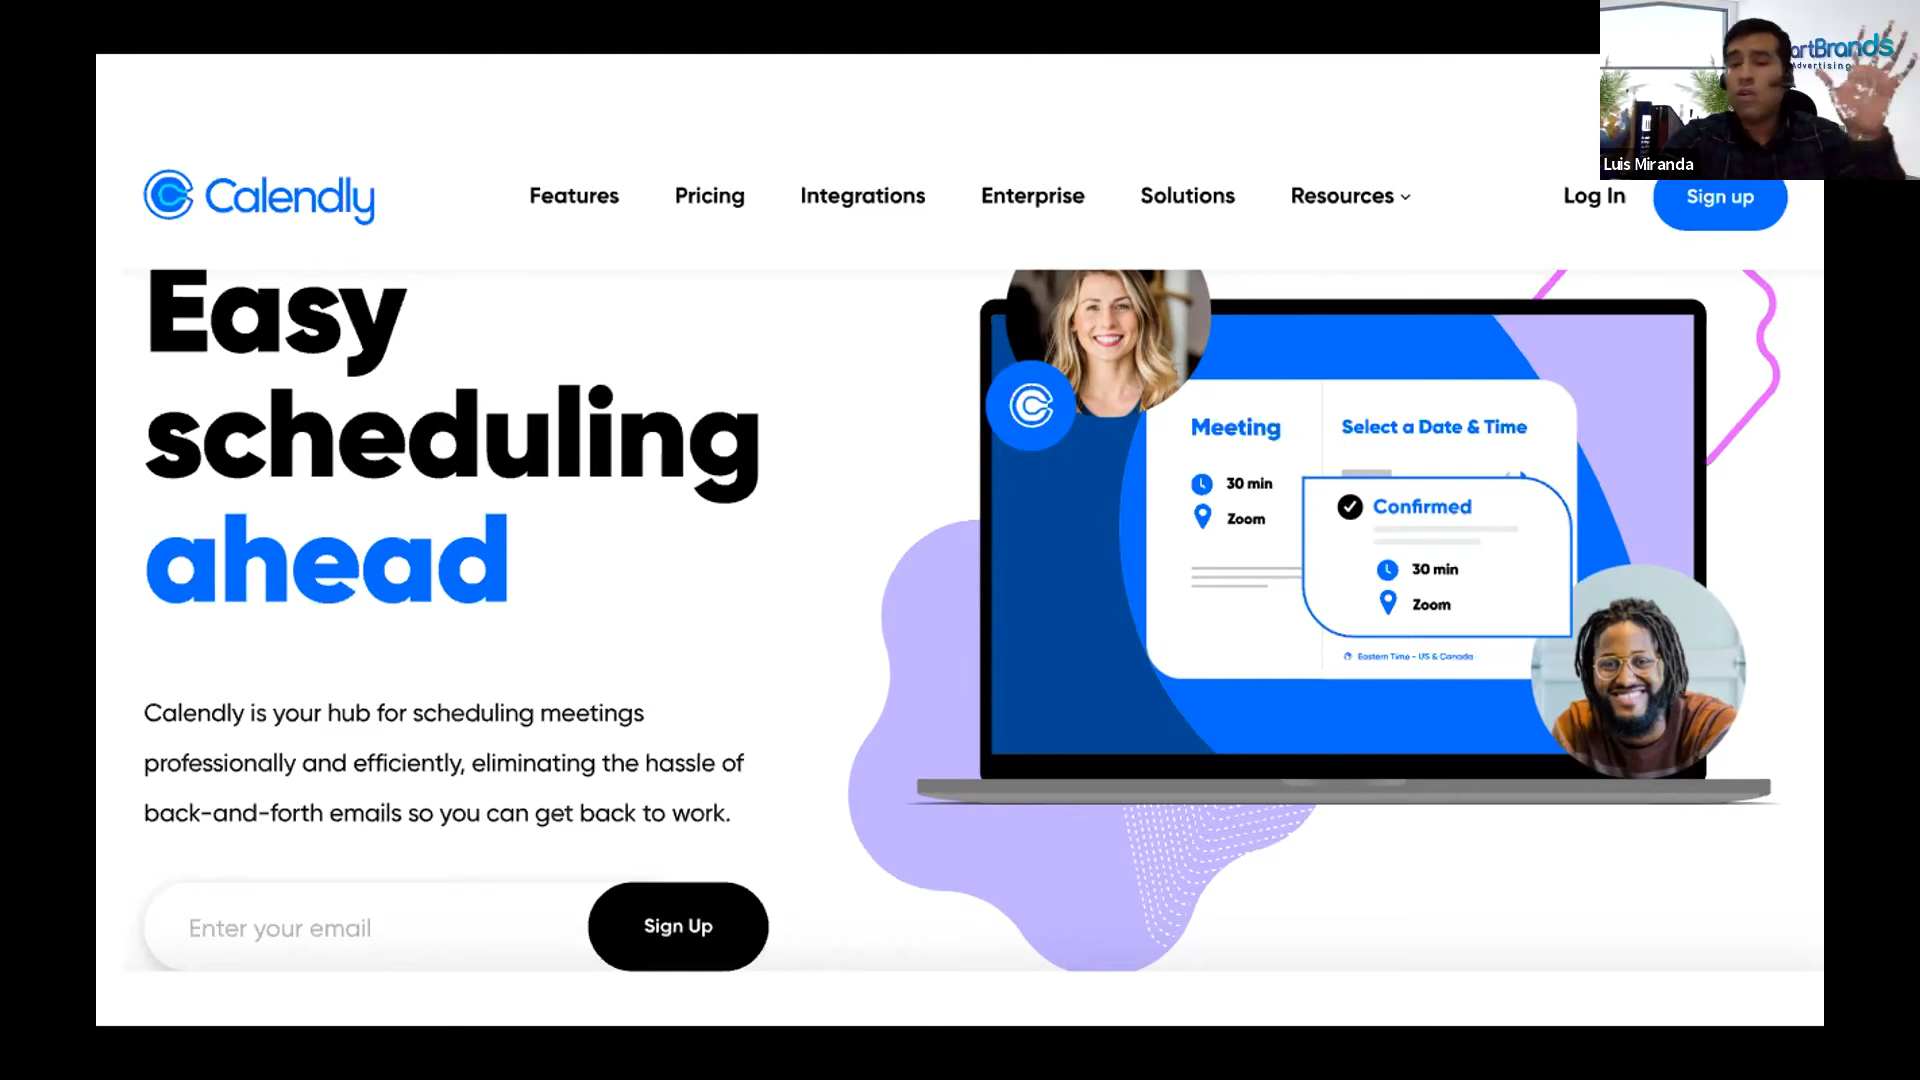 artBrands
Advertising
Luis Miranda
Calendly
Features
Pricing
Integrations
Enterprise
Solutions
Resources
Log In
Sign up
Easy
scheduling
ahead
Calendly is your hub for scheduling meetings
professionally and efficiently, eliminating the hassle of
back-and-forth emails so you can get back to work.
Enter your email
Sign Up
Meeting
30 min
Zoom
Select a Date & Time
Confirmed
30 min
Zoom
Eastern Time - US & Canada